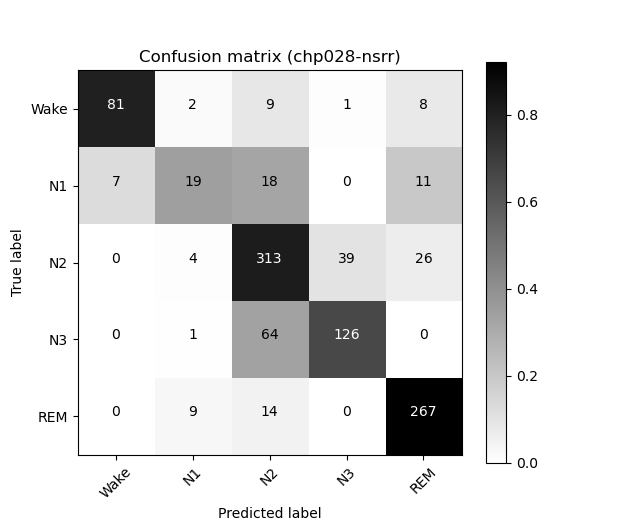 Confusion matrix (chp028-nsrr)
Wake 81 2 9 1 8
N1 7 19 18 0 11
N2 0 4 313 39 26
N3 0 1 64 126 0
REM 0 9 14 0 267
Wake N1 N2 N3 REM
Predicted label
True label
0.8
0.6
0.4
0.2
0.0